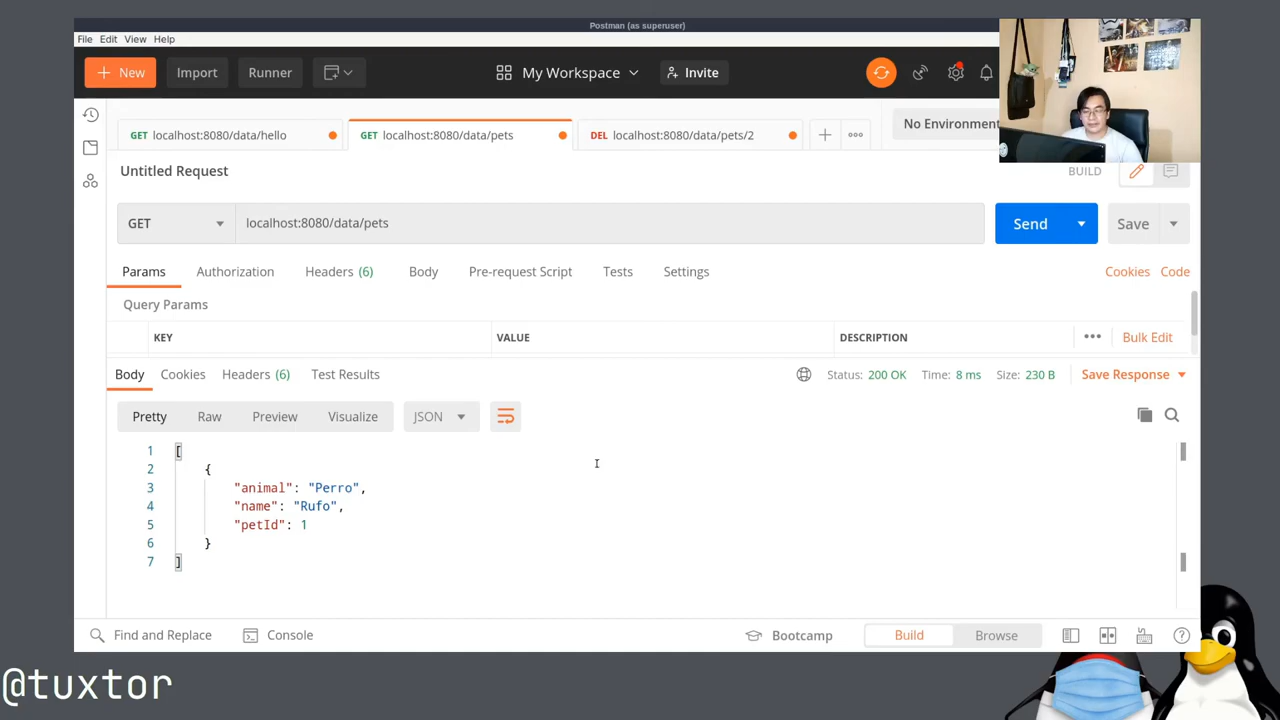 Postman (as superuser)
File Edit View Help
New Import Runner My Workspace Invite
GET localhost:8080/data/hello GET localhost:8080/data/pets DEL localhost:8080/data/pets/2 No Environment
Untitled Request BUILD
GET localhost:8080/data/pets Send Save
Params Authorization Headers (6) Body Pre-request Script Tests Settings Cookies Code
Query Params
KEY VALUE DESCRIPTION Bulk Edit
Body Cookies Headers (6) Test Results Status: 200 OK Time: 8 ms Size: 230 B Save Response
Pretty Raw Preview Visualize JSON
1 [
2 {
3 "animal": "Perro",
4 "name": "Rufo",
5 "petId": 1
6 }
7 ]
Find and Replace Console Bootcamp Build Browse
@tuxtor